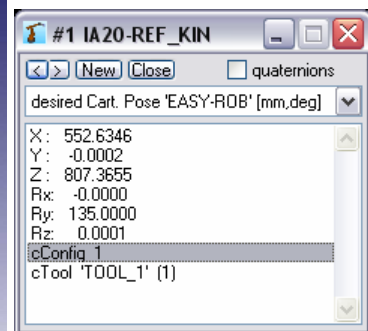 #1 IA20-REF_KIN
< > New Close quaternions
desired Cart. Pose 'EASY-ROB' [mm,deg]
X: 552.6346
Y: -0.0002
Z: 807.3655
Rx: -0.0000
Ry: 135.0000
Rz: 0.0001
cConfig 1
cTool 'TOOL_1' (1)